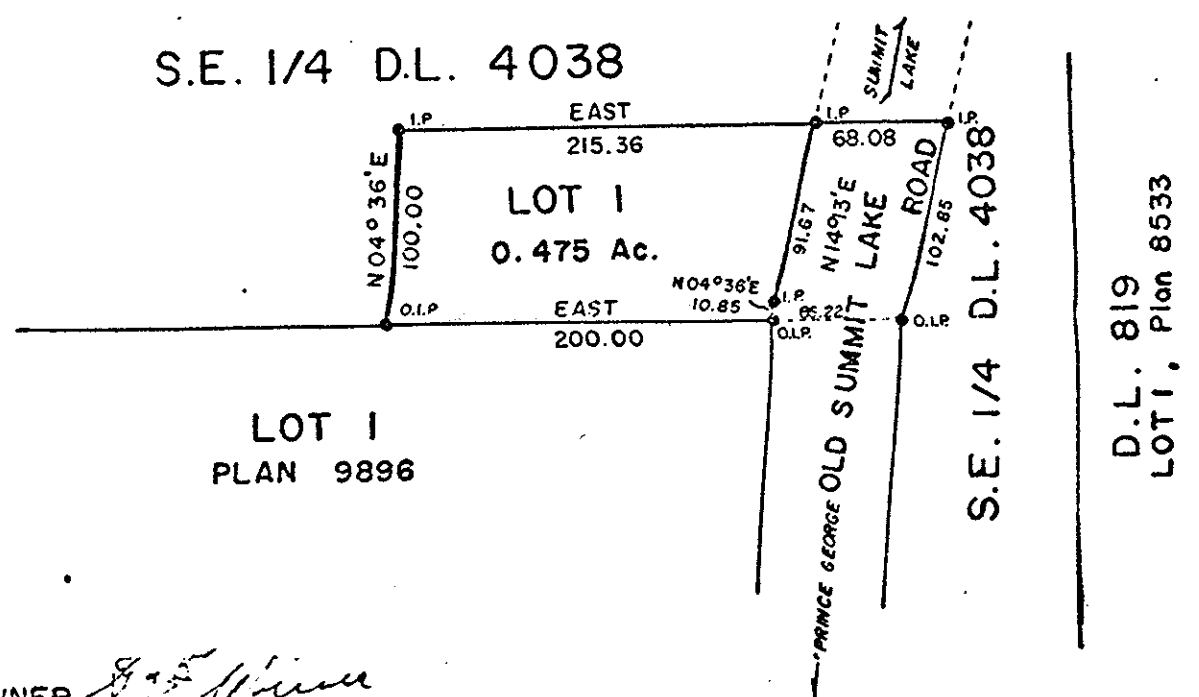 S.E. 1/4 D.L. 4038
SUMMIT
LAKE
I.P
EAST
I.P
I.P.
215.36
68.08
N04° 36'E
100.00
LOT 1
0.475 Ac.
91.67
N14°13'E
LAKE
ROAD
102.85
S.E. 1/4 D.L. 4038
D.L. 819
LOT 1, Plan 8533
N04°36'E
10.85
I.P.
O.I.P
EAST
O.I.P.
O.I.P.
200.00
PRINCE GEORGE OLD SUMMIT
LOT 1
PLAN 9896